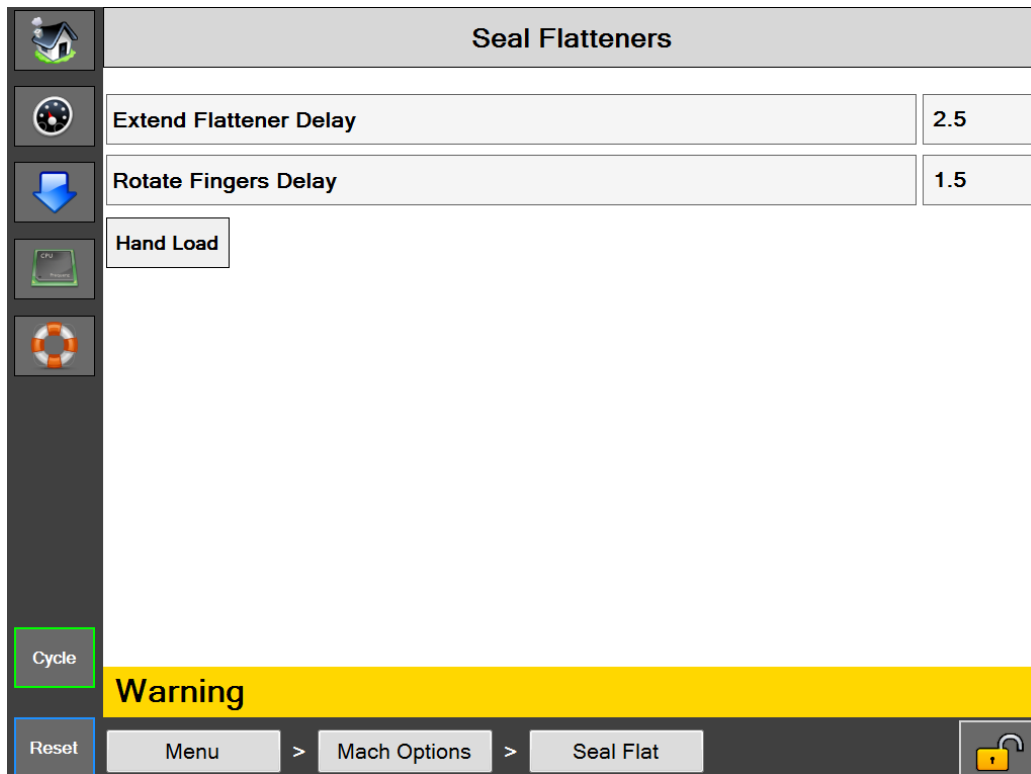 Seal Flatteners
Extend Flattener Delay 2.5
Rotate Fingers Delay 1.5
Hand Load
CPU
Cycle
Warning
Reset
Menu > Mach Options > Seal Flat